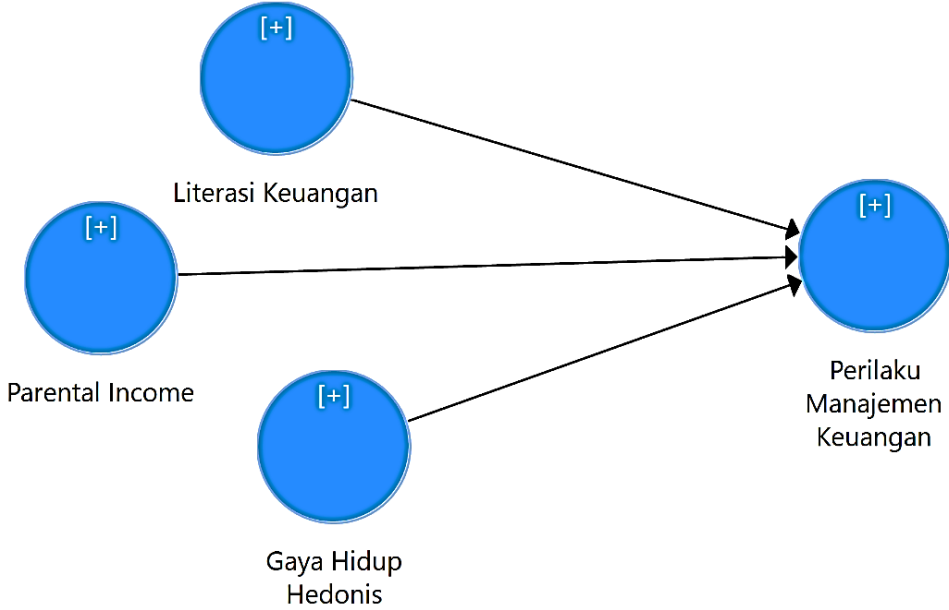 [+]
Literasi Keuangan
[+]
Parental Income
[+]
Gaya Hidup
Hedonis
[+]
Perilaku
Manajemen
Keuangan